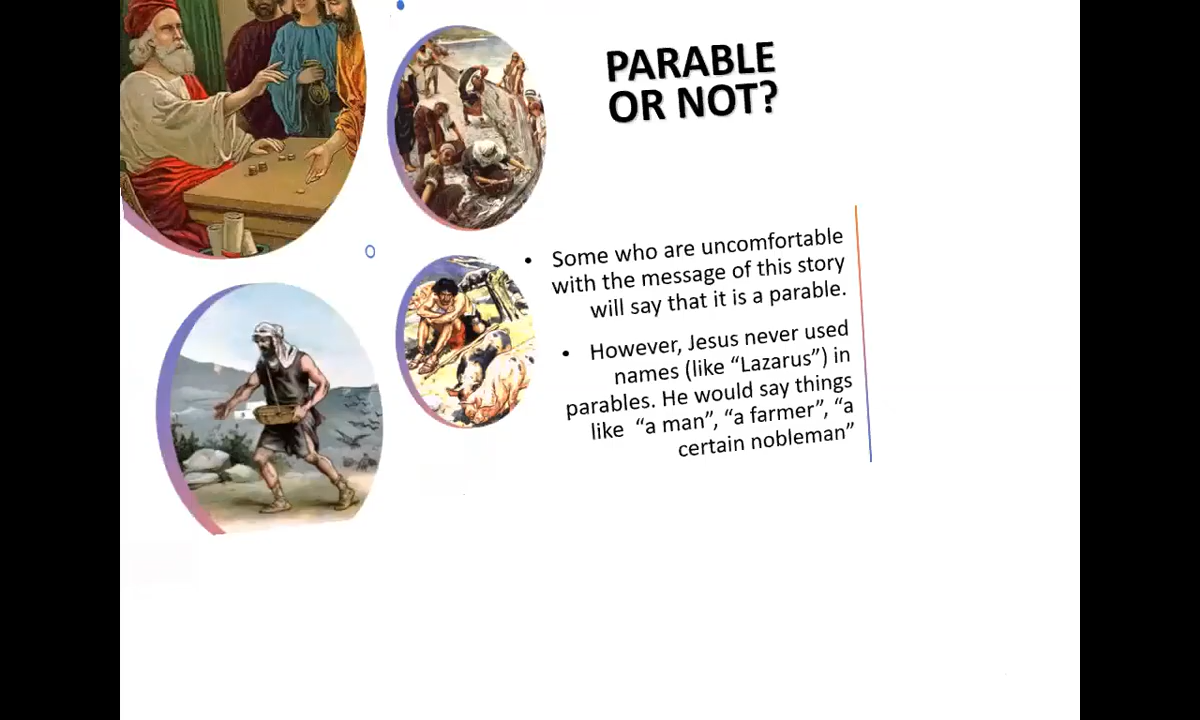 PARABLE
OR NOT?
• Some who are uncomfortable
with the message of this story
will say that it is a parable.
• However, Jesus never used
names (like “Lazarus”) in
parables. He would say things
like “a man”, “a farmer”, “a
certain nobleman”